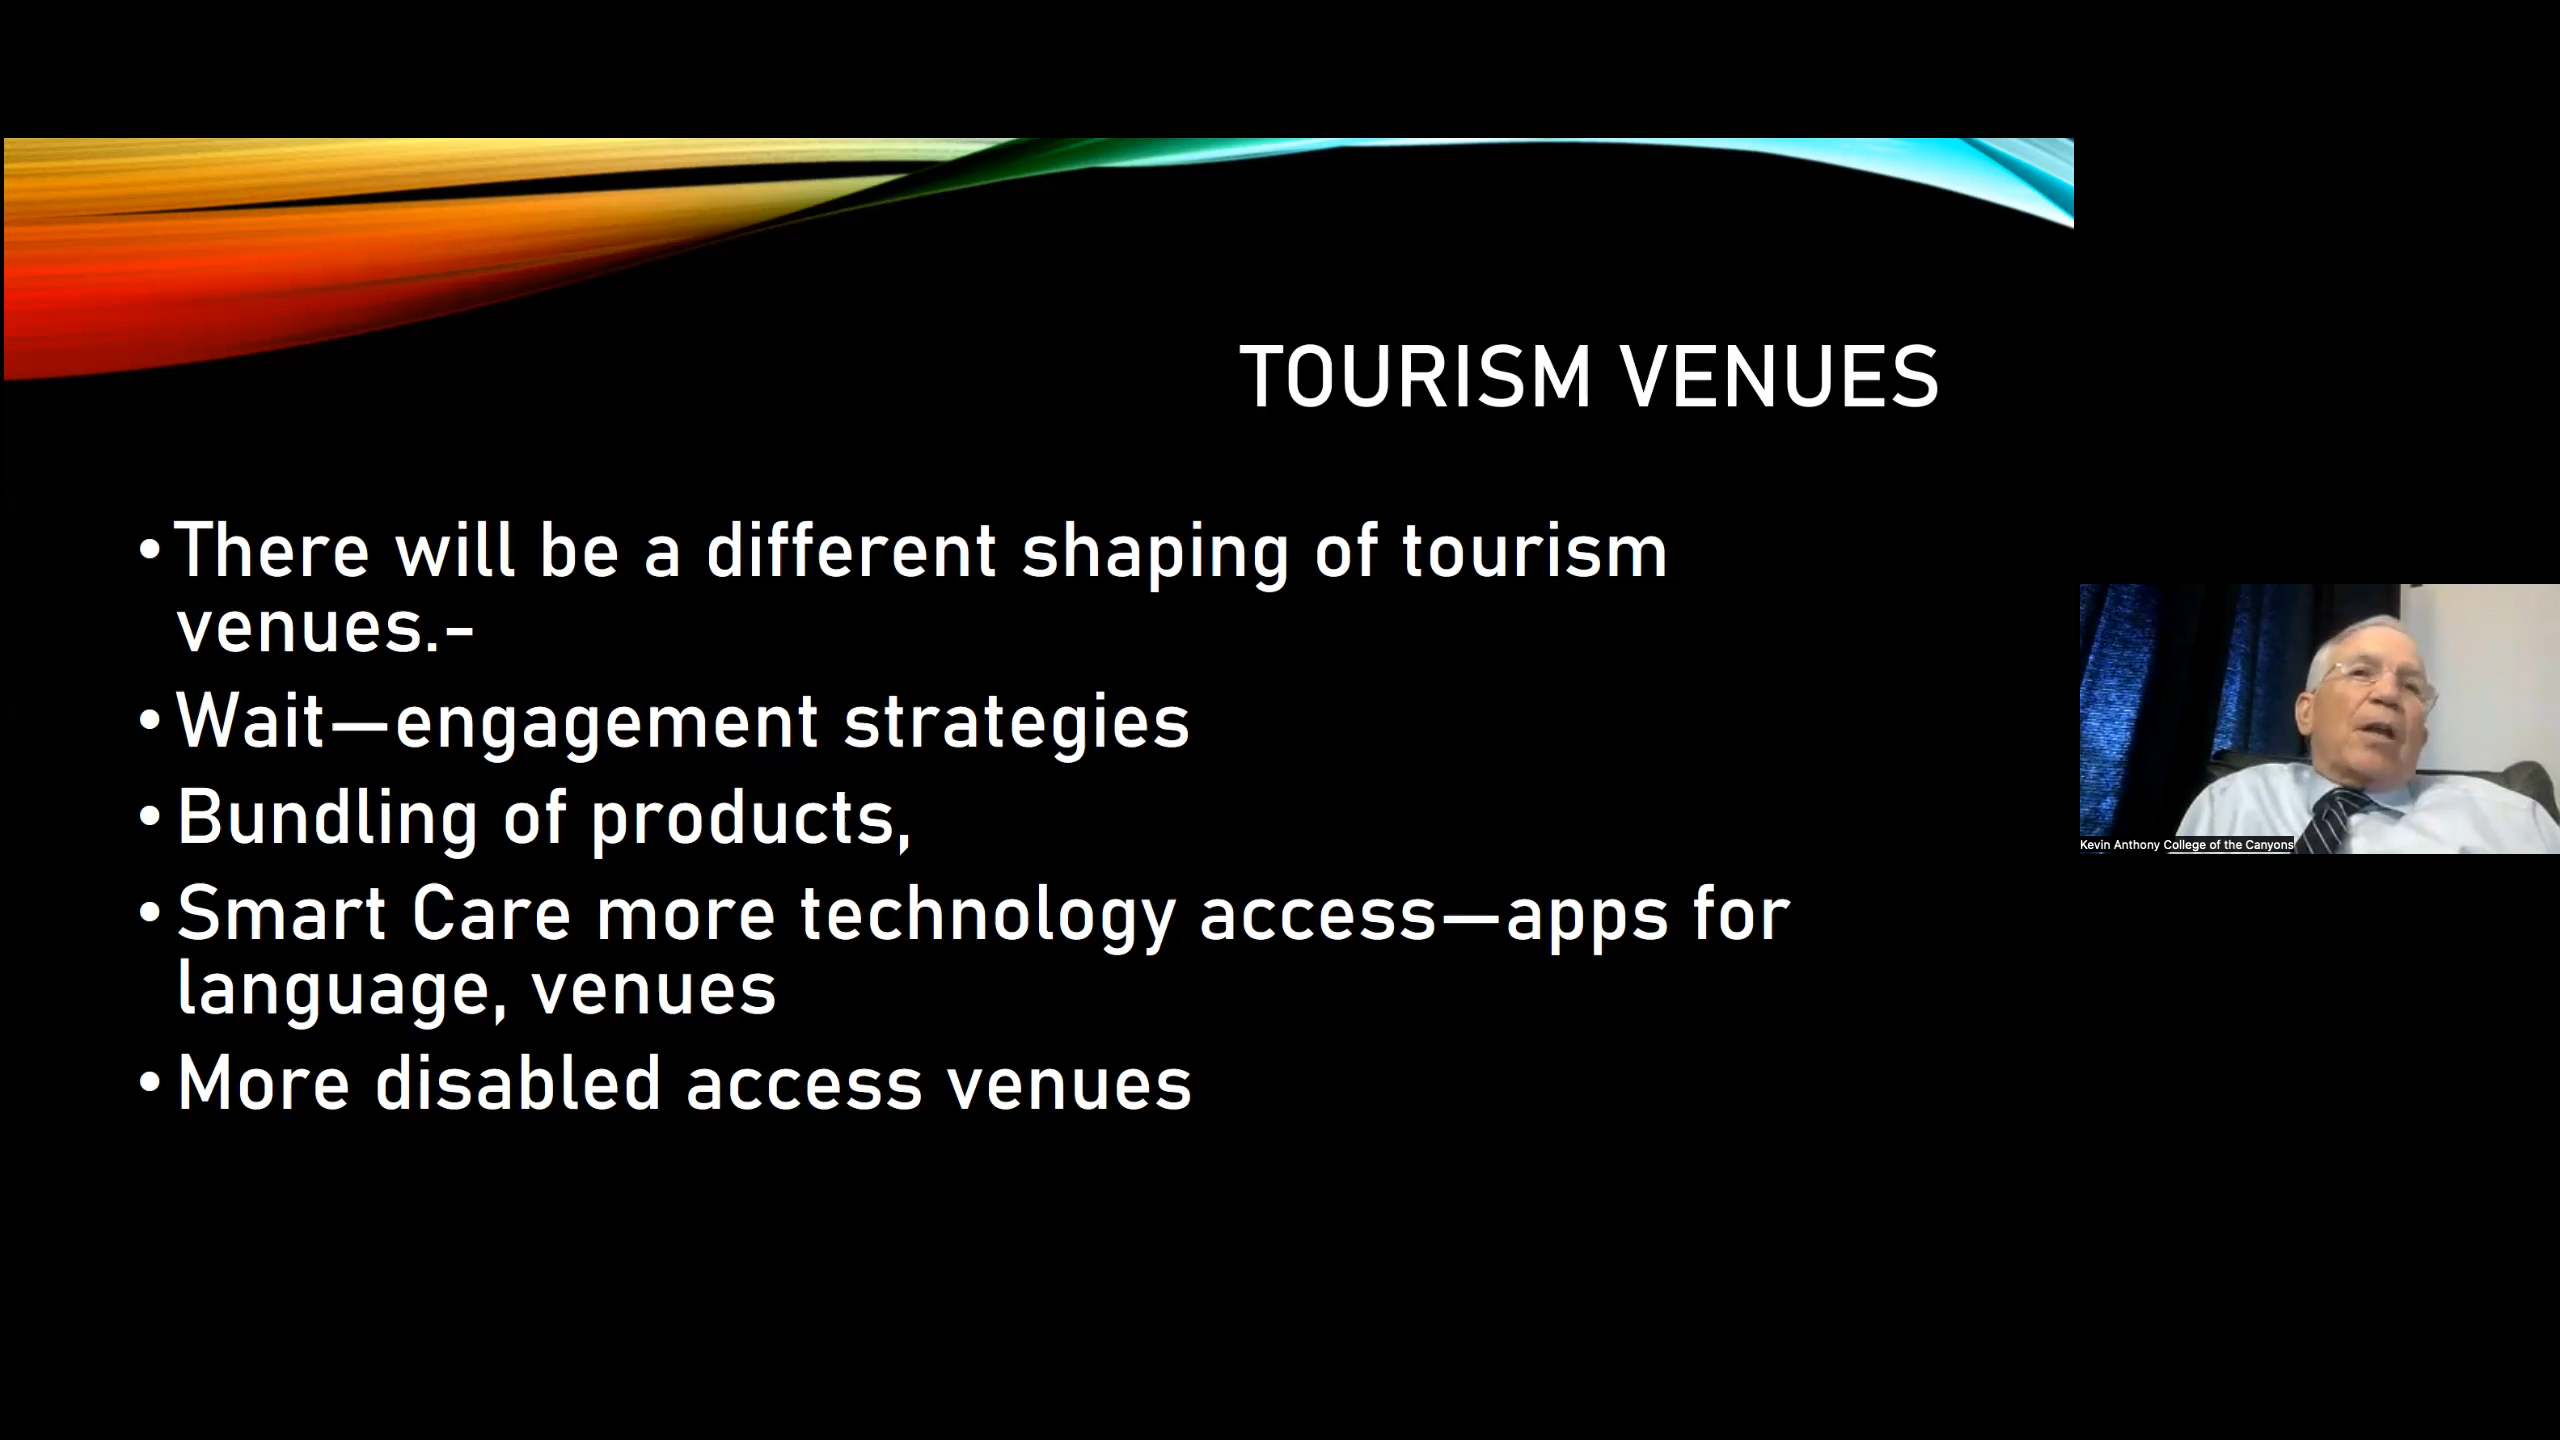 TOURISM VENUES
• There will be a different shaping of tourism
venues.-
• Wait—engagement strategies
• Bundling of products,
• Smart Care more technology access—apps for
language, venues
• More disabled access venues
Kevin Anthony College of the Canyons